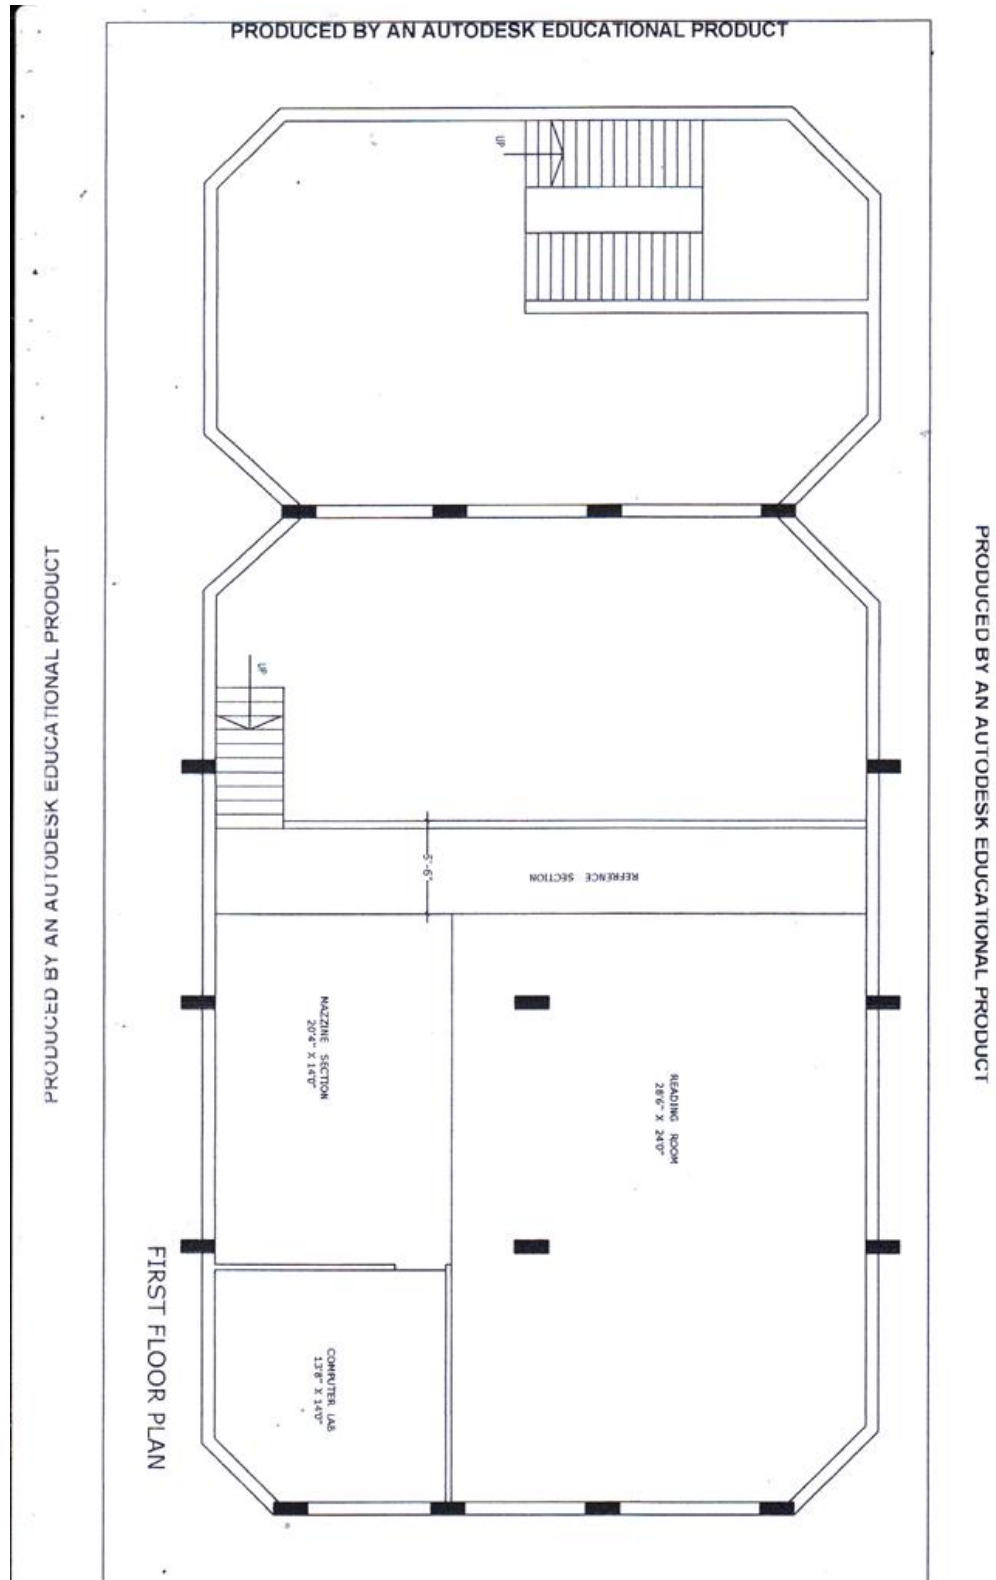 PRODUCED BY AN AUTODESK EDUCATIONAL PRODUCT
UP
UP
5'-6"
REFRENCE SECTION
MAZZINE SECTION
20'4" X 14'0"
READING ROOM
28'6" X 24'0"
COMPUTER LAB
13'8" X 14'0"
FIRST FLOOR PLAN
PRODUCED BY AN AUTODESK EDUCATIONAL PRODUCT
PRODUCED BY AN AUTODESK EDUCATIONAL PRODUCT